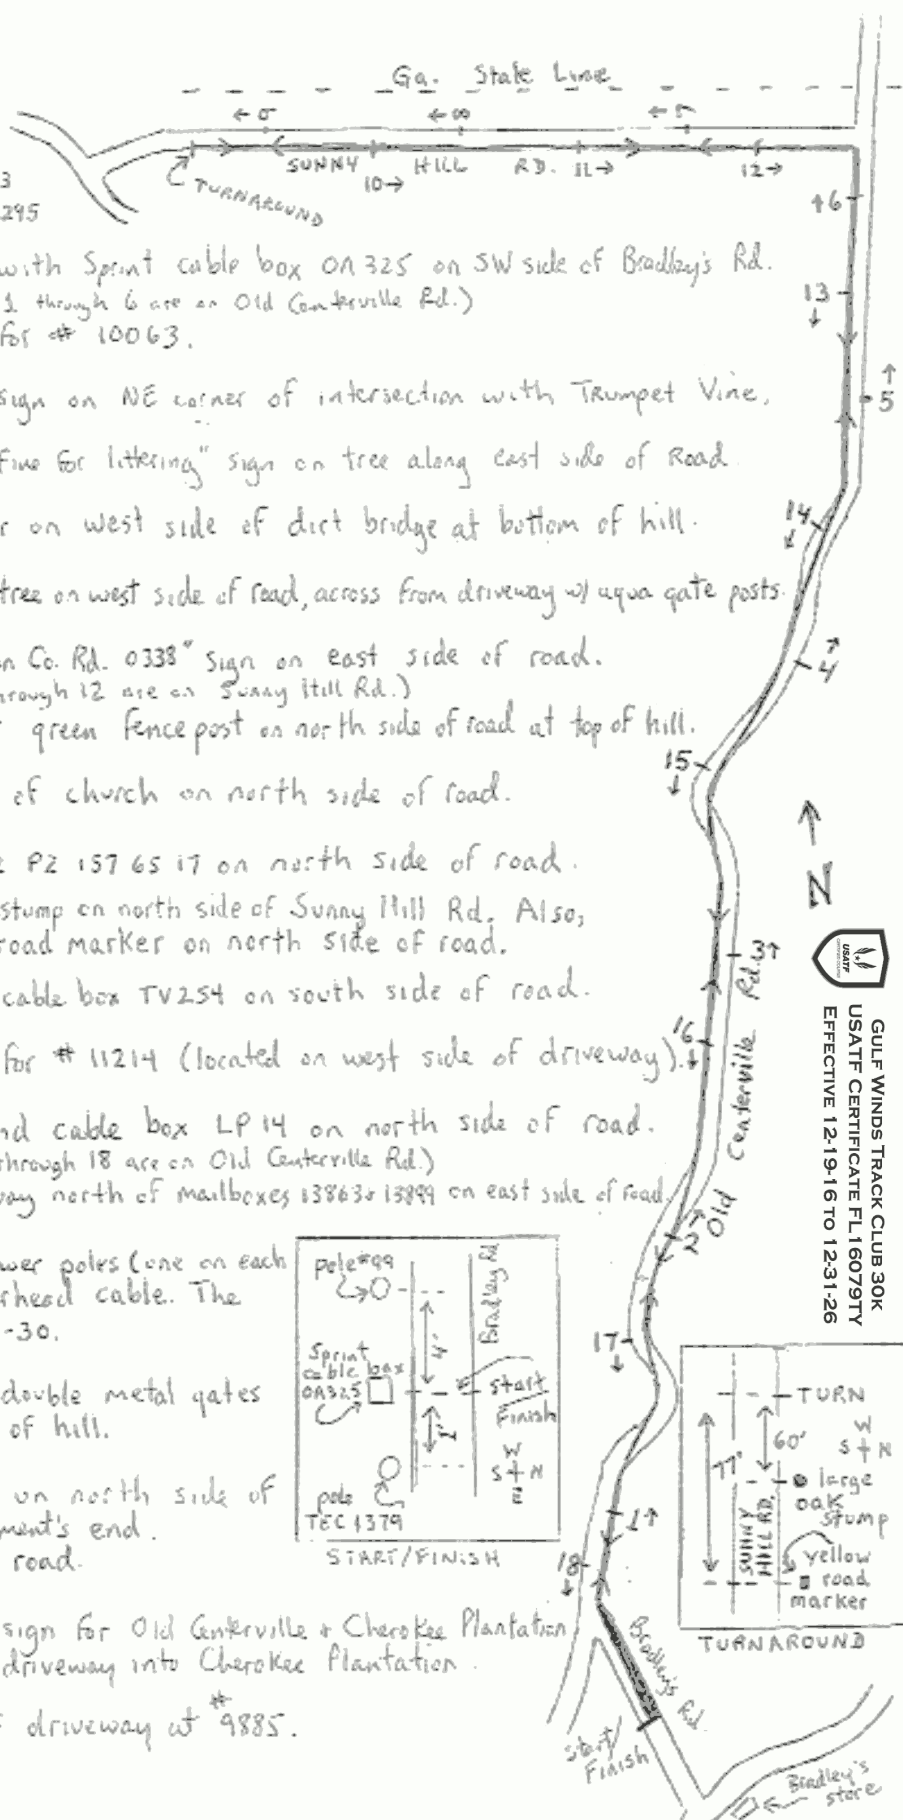 Ga. State Line
← 9
← 8
← 7
SUNNY HILL RD.
10→
11→
12→
TURNAROUND
3
295
↑6
with Sprint cable box OA 325 on SW side of Bradley's Rd.
1 through 6 are on Old Centerville Rd.)
for # 10063.
13
↓
↑
5
sign on NE corner of intersection with Trumpet Vine.
Fine for littering" sign on tree along east side of Road.
14
↓
r on west side of dirt bridge at bottom of hill.
tree on west side of road, across from driveway w/ aqua gate posts.
n Co. Rd. 0338" Sign on east side of road.
↑
4
hrough 12 are on Sunny Hill Rd.)
green fence post on north side of road at top of hill.
15
↓
of church on north side of road.
N
PZ 157 65 17 on north side of road.
stump on north side of Sunny Hill Rd. Also,
road marker on north side of road.
3↑
cable box TV254 on south side of road.
16
↓
for # 11214 (located on west side of driveway).
nd cable box LP 14 on north side of road.
through 18 are on Old Centerville Rd.)
way north of mailboxes 13863 & 13899 on east side of road.
Old Centerville Rd.
↑
2
GULF WINDS TRACK CLUB 30K
USATF CERTIFICATE FL16079TY
EFFECTIVE 12-19-16 TO 12-31-26
USATF
wer poles (one on each
rhead cable. The
-30.
double metal gates
of hill.
on north side of
ment's end.
road.
pole #99
Bradley Rd
4'
Sprint
cable box
OA325
Start/
Finish
1'
W
S + N
E
pole
TEC 1379
START/FINISH
17
↓
1↑
18
↓
TURN
W
S + N
60'
77'
large
oak
stump
SUNNY
HILL RD.
yellow
road
marker
TURNAROUND
sign for Old Centerville & Cherokee Plantation
driveway into Cherokee Plantation.
driveway at #9885.
Bradley's Rd
Start/
Finish
Bradley's
store